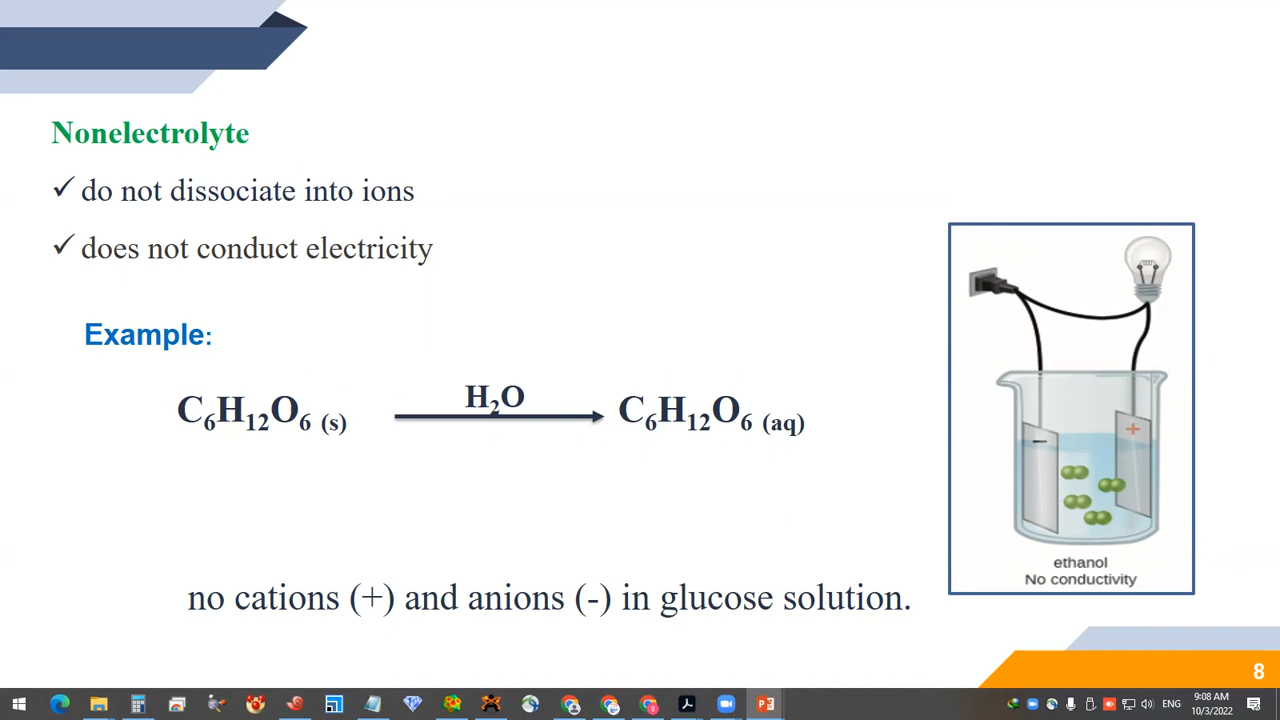 Nonelectrolyte
✓ do not dissociate into ions
✓ does not conduct electricity
Example:
C₆H₁₂O₆ (s) H₂O C₆H₁₂O₆ (aq)
−
+
ethanol
No conductivity
no cations (+) and anions (-) in glucose solution.
8
ENG
9:08 AM
10/3/2022